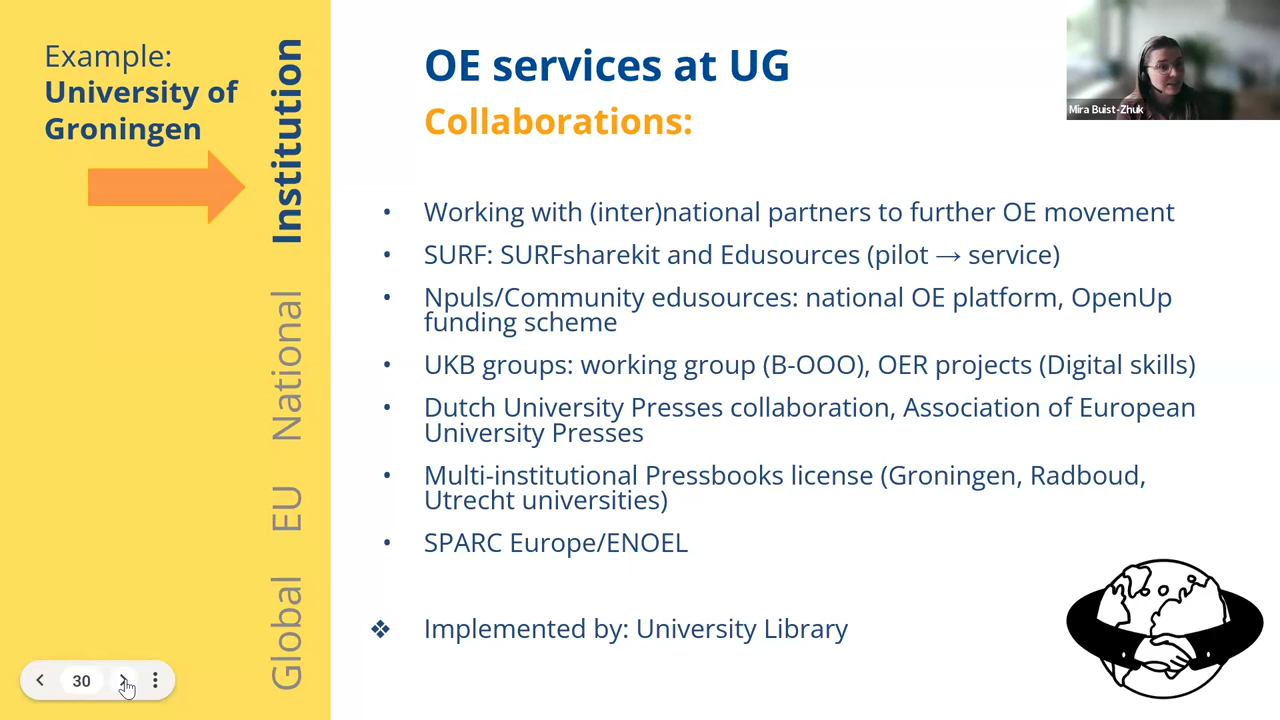 Example:
University of
Groningen
Institution
National
EU
Global
OE services at UG
Collaborations:
• Working with (inter)national partners to further OE movement
• SURF: SURFsharekit and Edusources (pilot → service)
• Npuls/Community edusources: national OE platform, OpenUp
funding scheme
• UKB groups: working group (B-OOO), OER projects (Digital skills)
• Dutch University Presses collaboration, Association of European
University Presses
• Multi-institutional Pressbooks license (Groningen, Radboud,
Utrecht universities)
• SPARC Europe/ENOEL
❖ Implemented by: University Library
Mira Buist-Zhuk
30